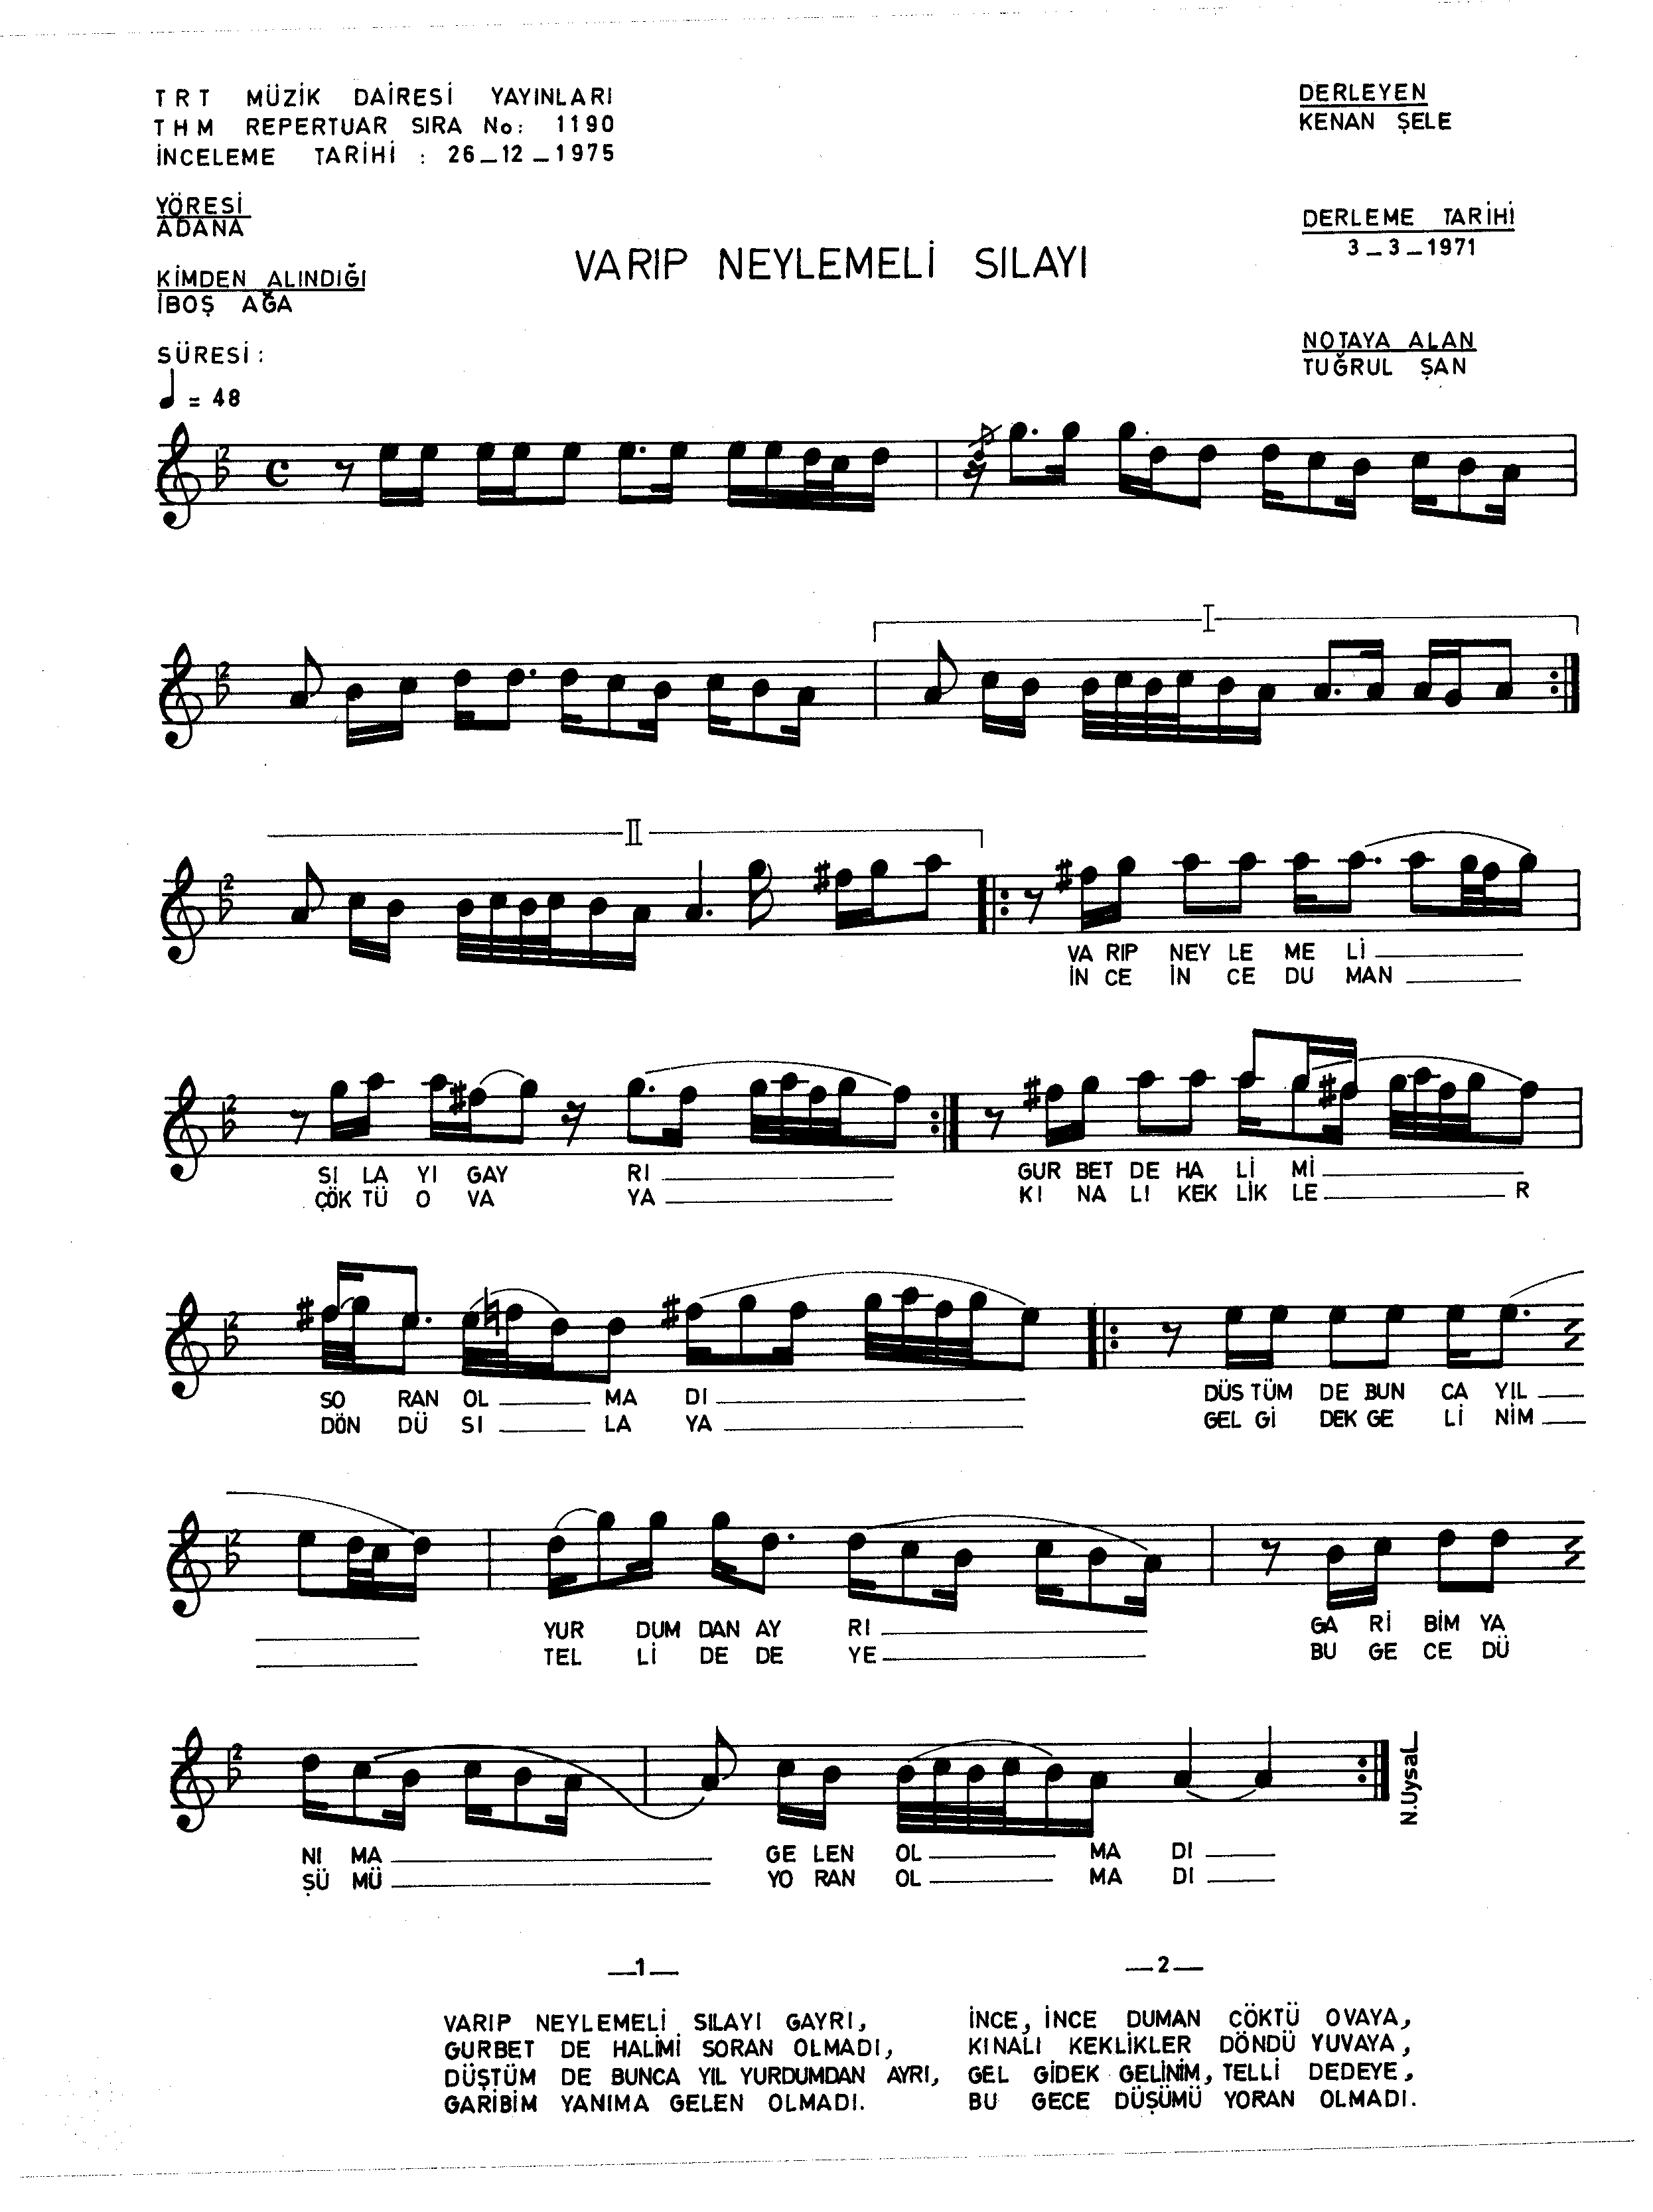 TRT MÜZİK DAİRESİ YAYINLARI
THM REPERTUAR SIRA No: 1190
İNCELEME TARİHİ : 26_12_1975
DERLEYEN
KENAN ŞELE
YÖRESİ
ADANA
DERLEME TARİHİ
3_3_1971
VARIP NEYLEMELİ SILAYI
KİMDEN ALINDIĞI
İBOŞ AĞA
NOTAYA ALAN
TUĞRUL ŞAN
SÜRESİ:
= 48
I
II
VA RIP NEY LE ME Lİ
İN CE İN CE DU MAN
SI LA YI GAY RI GUR BET DE HA Lİ Mİ
ÇÖK TÜ O VA YA KI NA LI KEK LİK LE R
SO RAN OL MA DI DÜS TÜM DE BUN CA YIL
DÖN DÜ SI LA YA GEL Gİ DEK GE Lİ NİM
YUR DUM DAN AY RI GA Rİ BİM YA
TEL Lİ DE DE YE BU GE CE DÜ
NI MA GE LEN OL MA DI
ŞÜ MÜ YO RAN OL MA DI
N.Uysal
_1_
VARIP NEYLEMELİ SILAYI GAYRI,
GURBET DE HALİMİ SORAN OLMADI,
DÜŞTÜM DE BUNCA YIL YURDUMDAN AYRI,
GARİBİM YANIMA GELEN OLMADI.
_2_
İNCE, İNCE DUMAN CÖKTÜ OVAYA,
KINALI KEKLİKLER DÖNDÜ YUVAYA,
GEL GİDEK GELİNİM, TELLİ DEDEYE,
BU GECE DÜŞÜMÜ YORAN OLMADI.